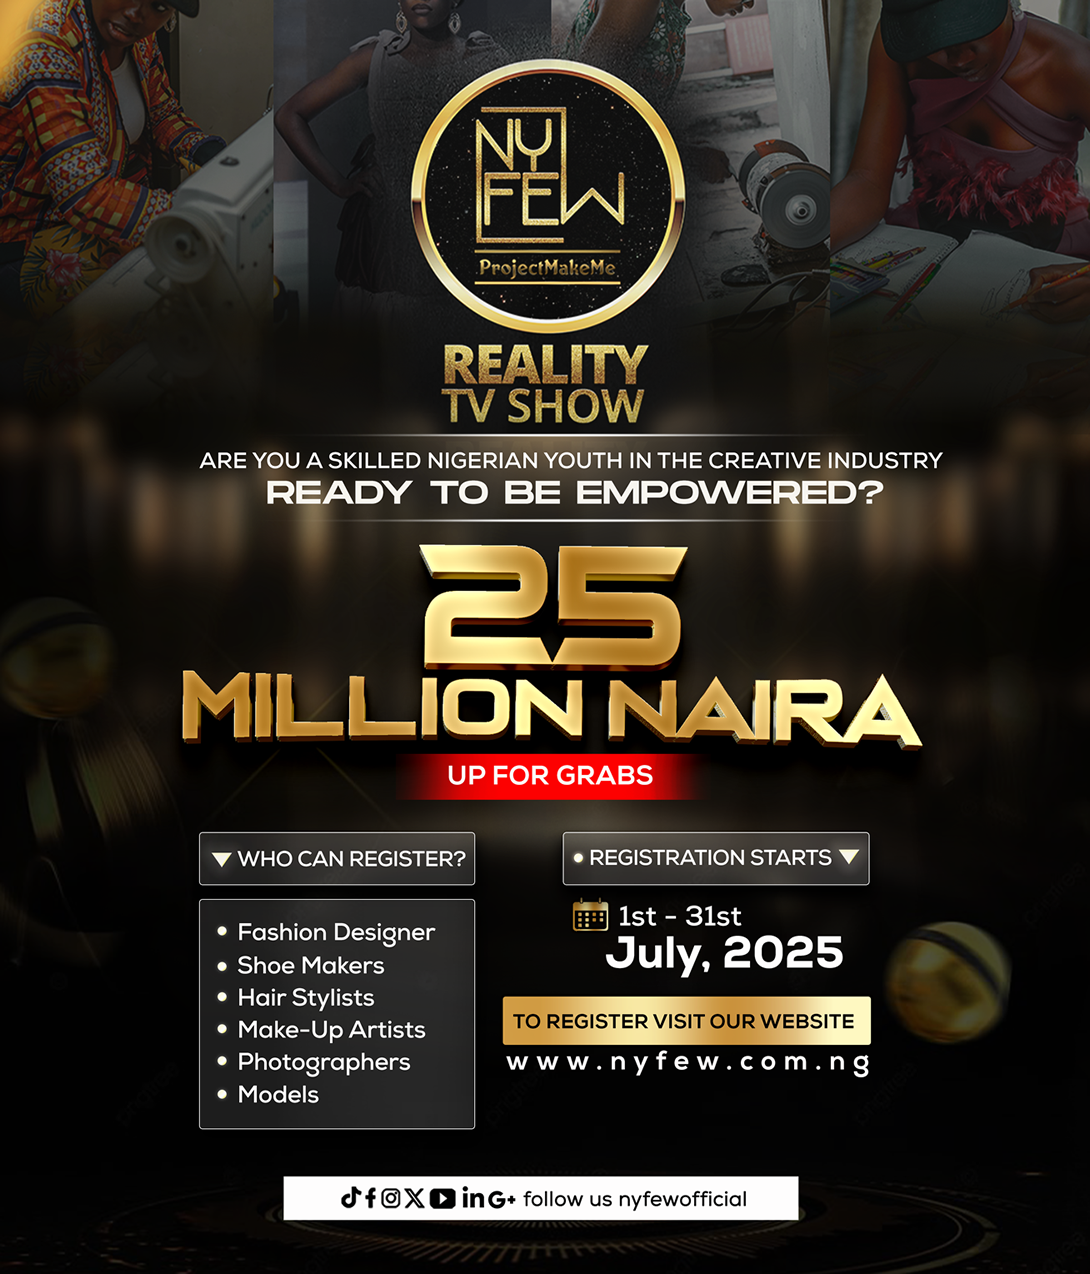 NY
FEW
ProjectMakeMe
REALITY
TV SHOW
ARE YOU A SKILLED NIGERIAN YOUTH IN THE CREATIVE INDUSTRY
READY TO BE EMPOWERED?
25
MILLION NAIRA
UP FOR GRABS
WHO CAN REGISTER?
• Fashion Designer
• Shoe Makers
• Hair Stylists
• Make-Up Artists
• Photographers
• Models
• REGISTRATION STARTS
1st - 31st
July, 2025
TO REGISTER VISIT OUR WEBSITE
www.nyfew.com.ng
follow us nyfewofficial